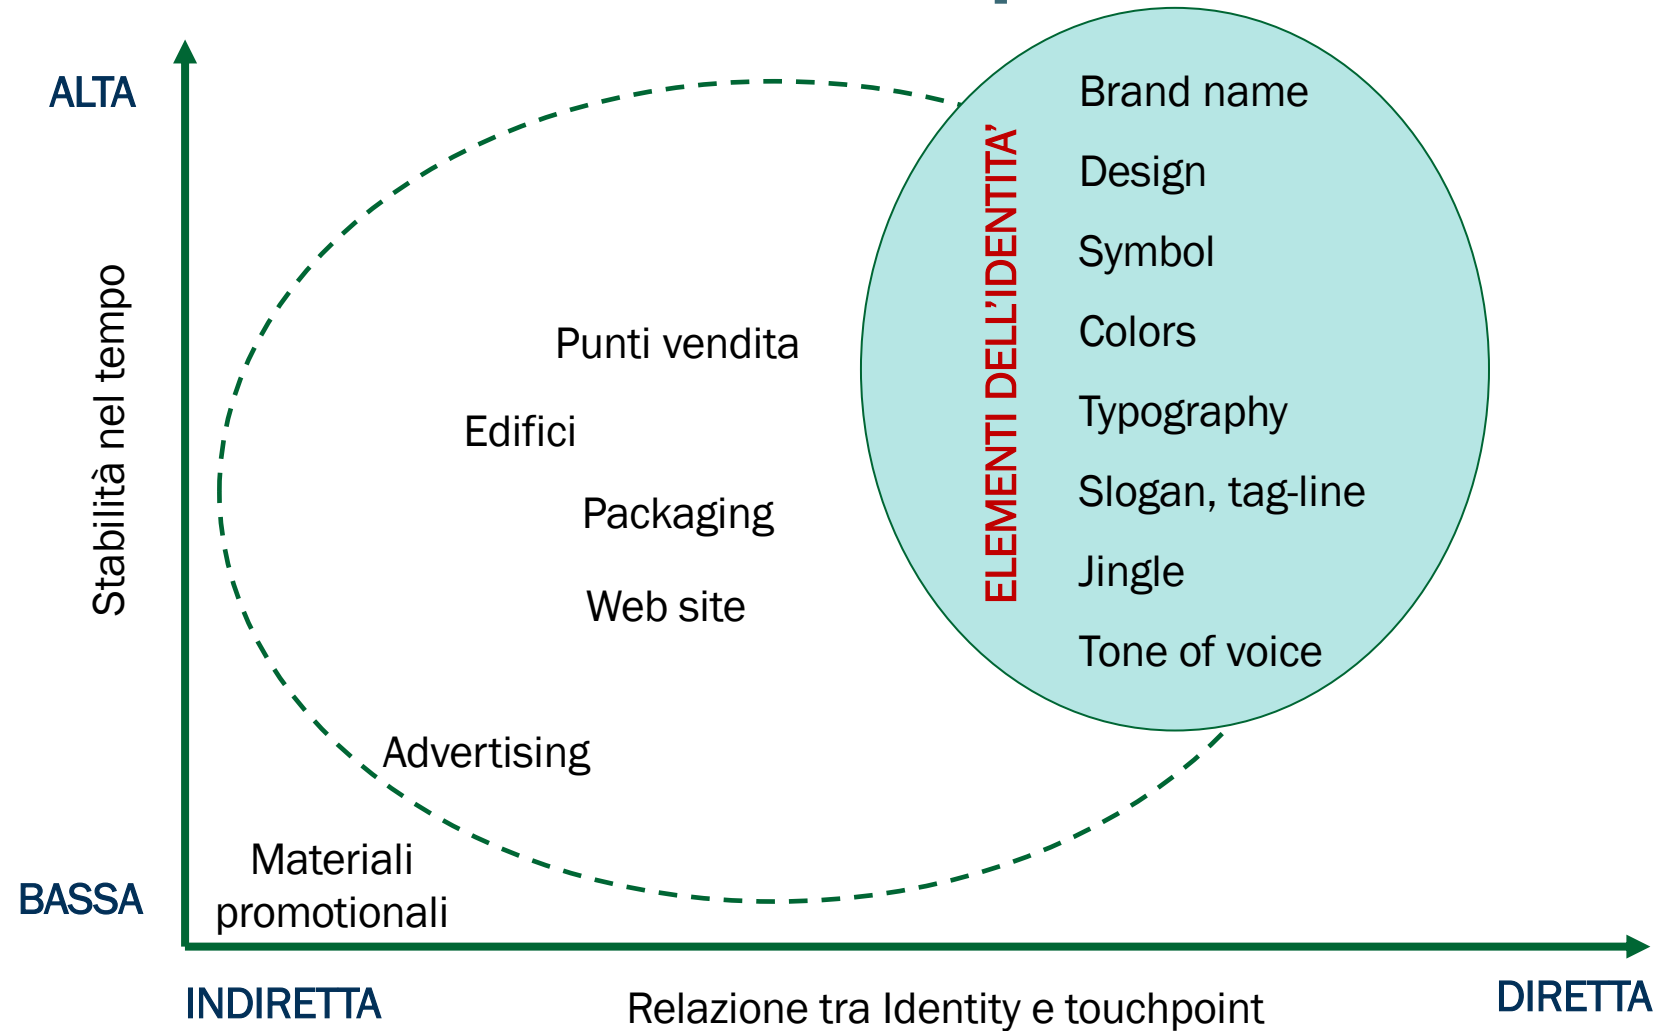 ALTA
Stabilità nel tempo
BASSA
Punti vendita
Edifici
Packaging
Web site
Advertising
Materiali
promotionali
ELEMENTI DELL’IDENTITA’
Brand name
Design
Symbol
Colors
Typography
Slogan, tag-line
Jingle
Tone of voice
INDIRETTA
Relazione tra Identity e touchpoint
DIRETTA